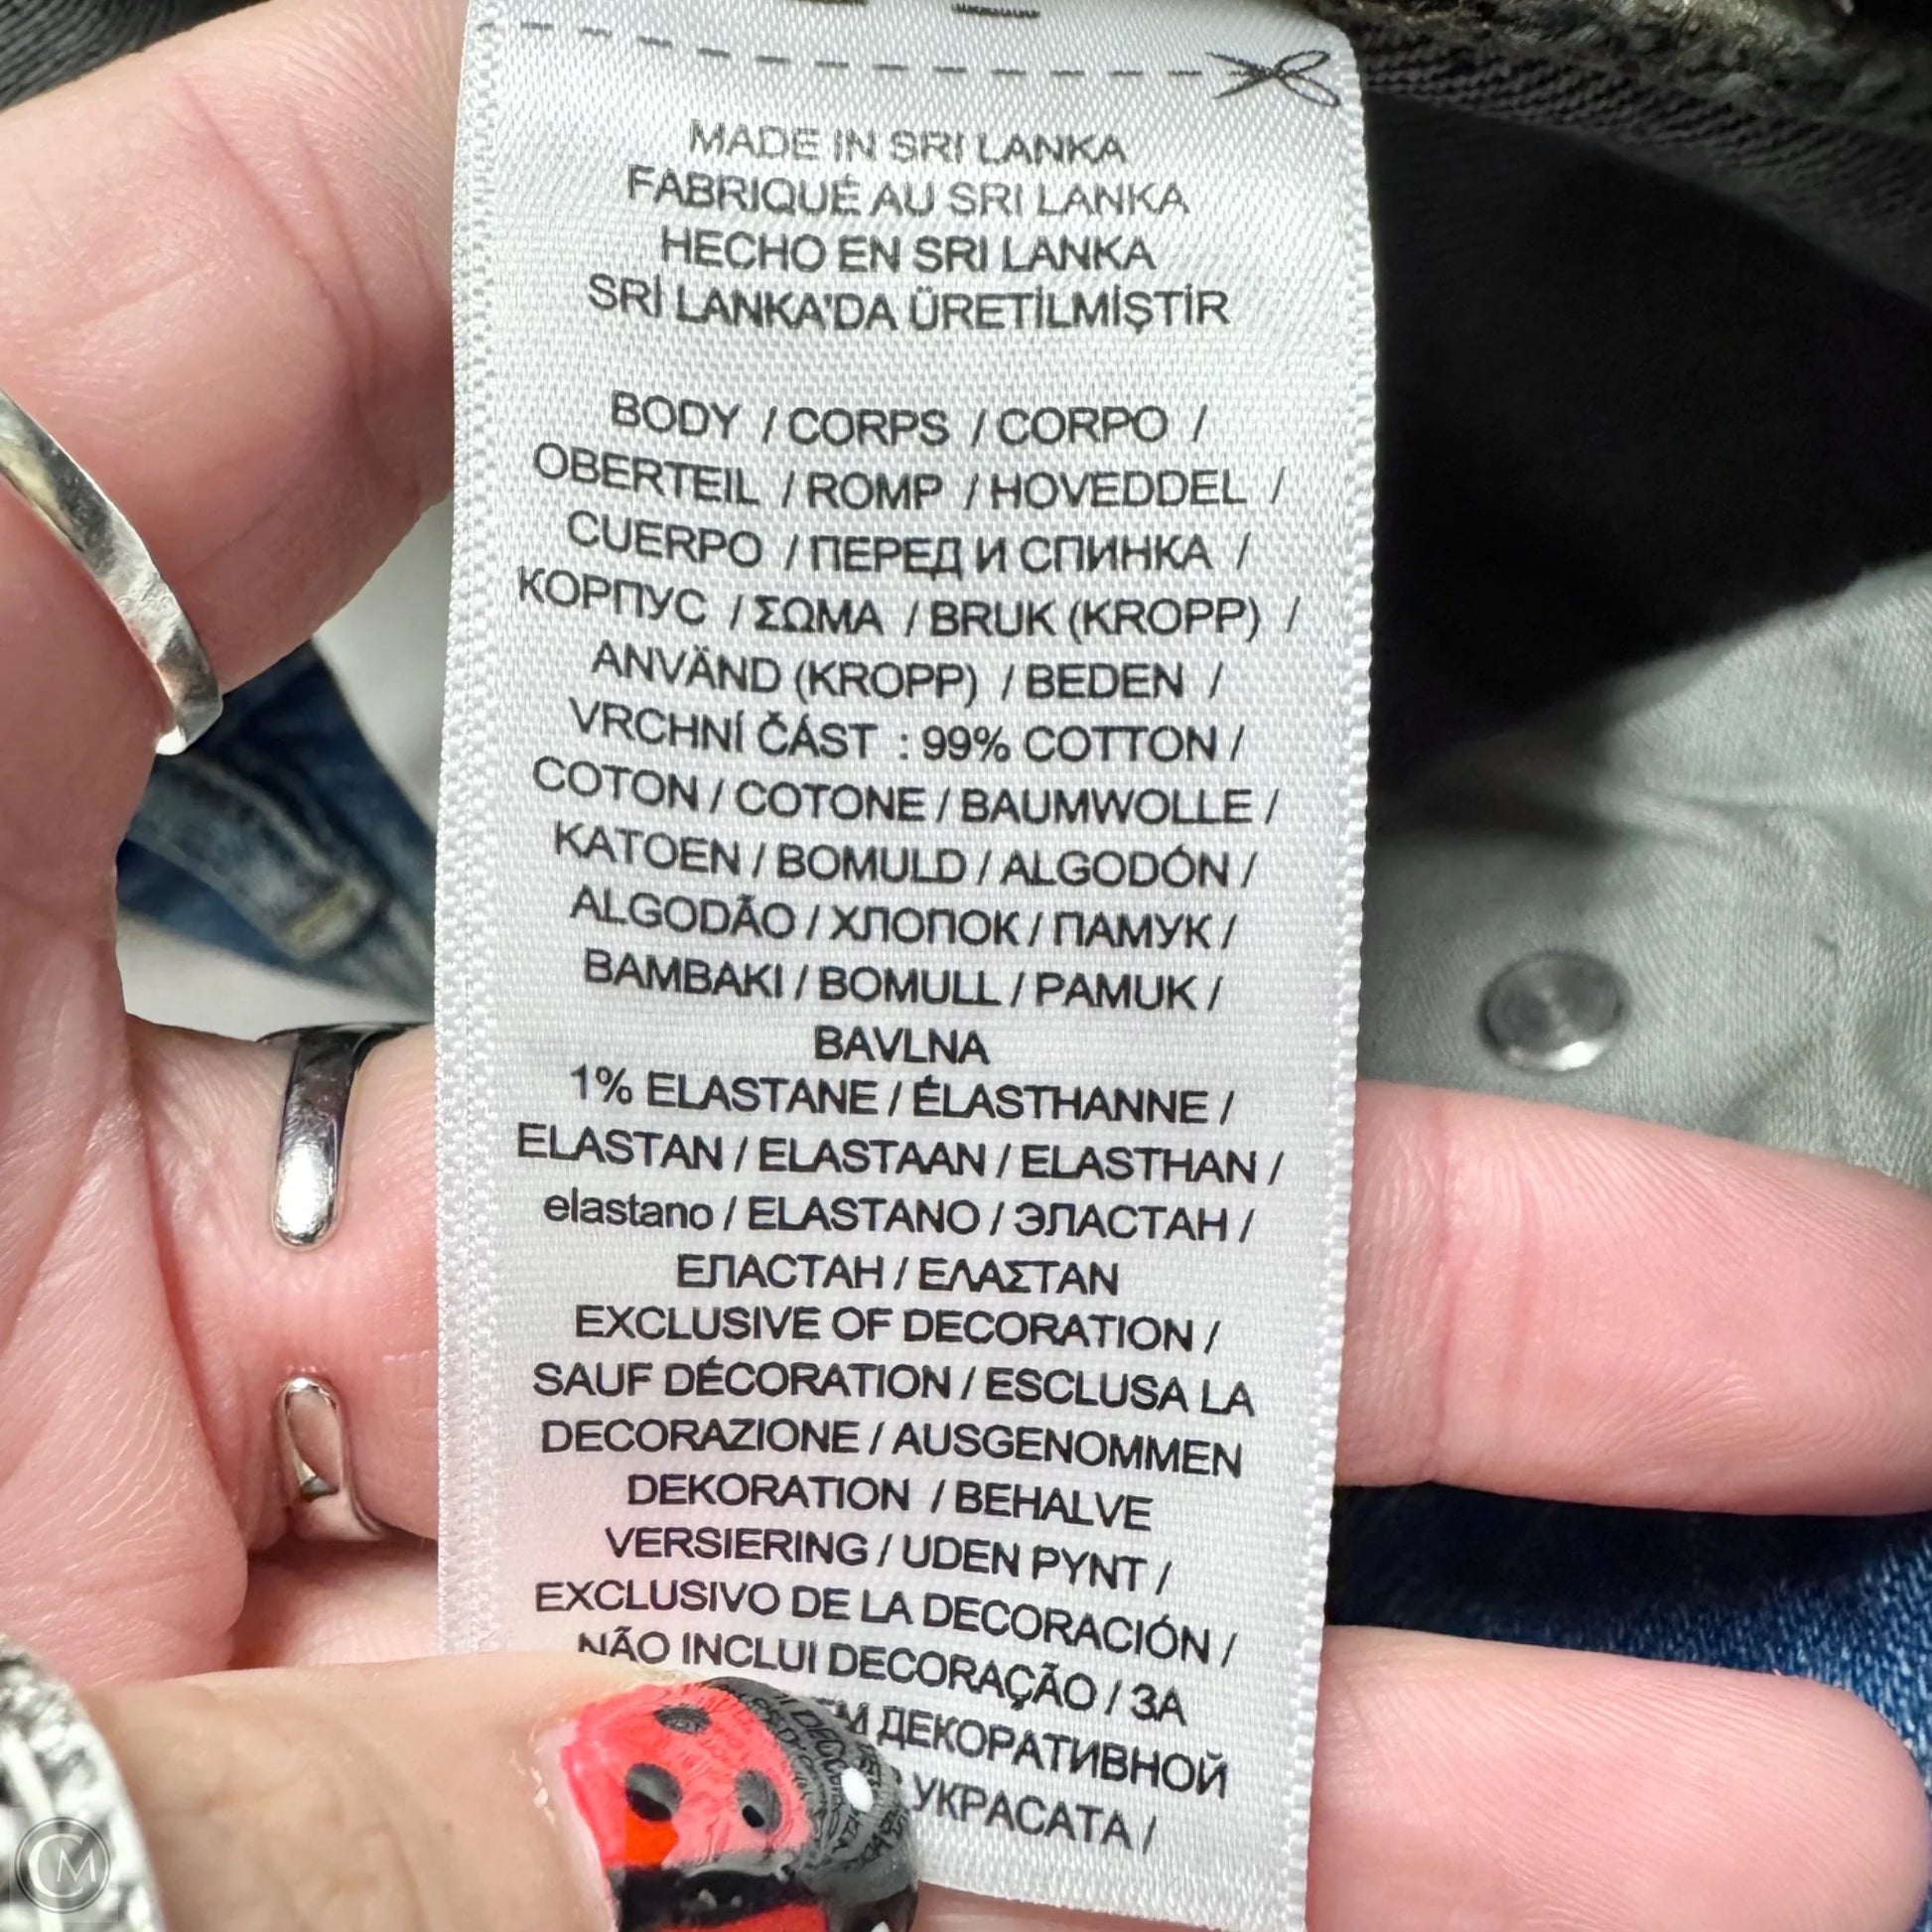 MADE IN SRI LANKA
FABRIQUÉ AU SRI LANKA
HECHO EN SRI LANKA
SRİ LANKA'DA ÜRETİLMİŞTİR
BODY / CORPS / CORPO /
OBERTEIL / ROMP / HOVEDDEL /
CUERPO / ПЕРЕД И СПИНКА /
КОРПУС / ΣΩΜΑ / BRUK (KROPP) /
ANVÄND (KROPP) / BEDEN /
VRCHNÍ ČÁST : 99% COTTON /
COTON / COTONE / BAUMWOLLE /
KATOEN / BOMULD / ALGODÓN /
ALGODÃO / ХЛОПОК / ПАМУК /
BAMBAKI / BOMULL / PAMUK /
BAVLNA
1% ELASTANE / ÉLASTHANNE /
ELASTAN / ELASTAAN / ELASTHAN /
elastano / ELASTANO / ЭЛАСТАН /
ЕЛАСТАН / ΕΛΑΣΤΑΝ
EXCLUSIVE OF DECORATION /
SAUF DÉCORATION / ESCLUSA LA
DECORAZIONE / AUSGENOMMEN
DEKORATION / BEHALVE
VERSIERING / UDEN PYNT /
EXCLUSIVO DE LA DECORACIÓN /
NÃO INCLUI DECORAÇÃO / ЗА
ДЕКОРАТИВНОЙ
УКРАСАТА /
CM